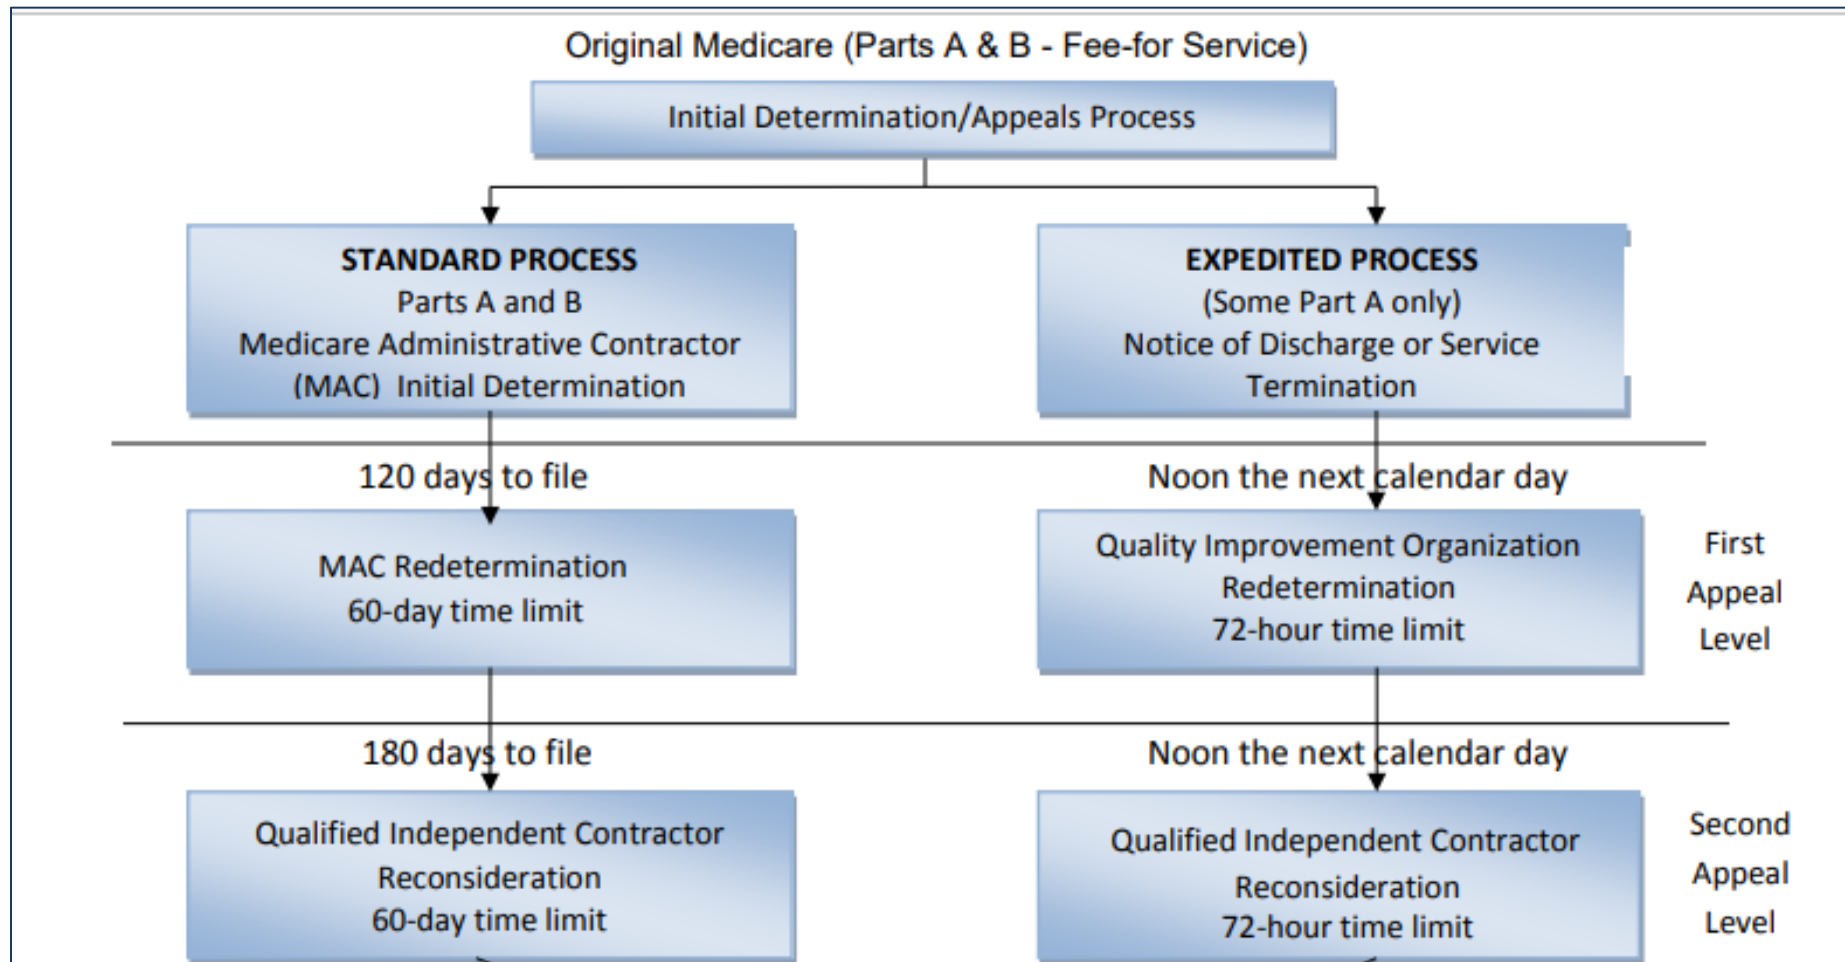 Original Medicare (Parts A & B - Fee-for Service)
Initial Determination/Appeals Process
STANDARD PROCESS
Parts A and B
Medicare Administrative Contractor
(MAC) Initial Determination
EXPEDITED PROCESS
(Some Part A only)
Notice of Discharge or Service
Termination
120 days to file
Noon the next calendar day
MAC Redetermination
60-day time limit
Quality Improvement Organization
Redetermination
72-hour time limit
First
Appeal
Level
180 days to file
Noon the next calendar day
Qualified Independent Contractor
Reconsideration
60-day time limit
Qualified Independent Contractor
Reconsideration
72-hour time limit
Second
Appeal
Level